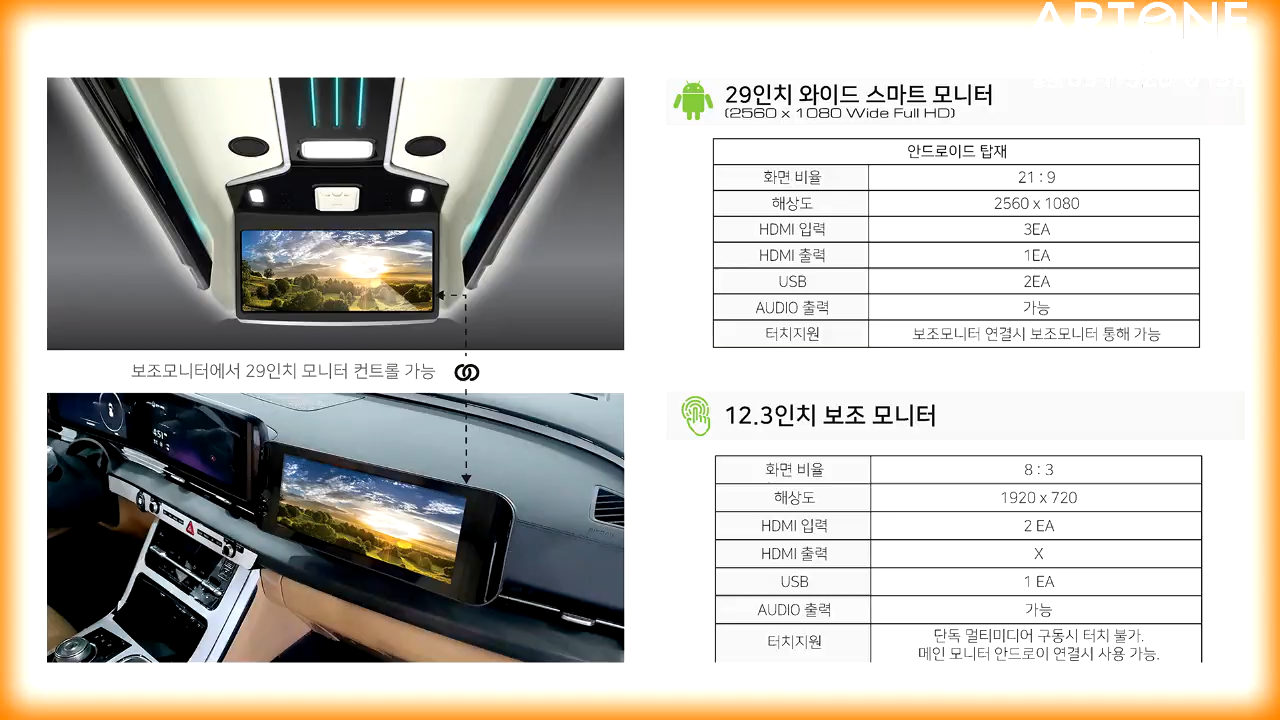 ARTONE
29인치 와이드 스마트 모니터
(2560 x 1080 Wide Full HD)
안드로이드 탑재
화면 비율 21 : 9
해상도 2560 x 1080
HDMI 입력 3EA
HDMI 출력 1EA
USB 2EA
AUDIO 출력 가능
터치지원 보조모니터 연결시 보조모니터 통해 가능
보조모니터에서 29인치 모니터 컨트롤 가능
12.3인치 보조 모니터
화면 비율 8 : 3
해상도 1920 x 720
HDMI 입력 2 EA
HDMI 출력 X
USB 1 EA
AUDIO 출력 가능
터치지원 단독 멀티미디어 구동시 터치 불가.
메인 모니터 안드로이 연결시 사용 가능.